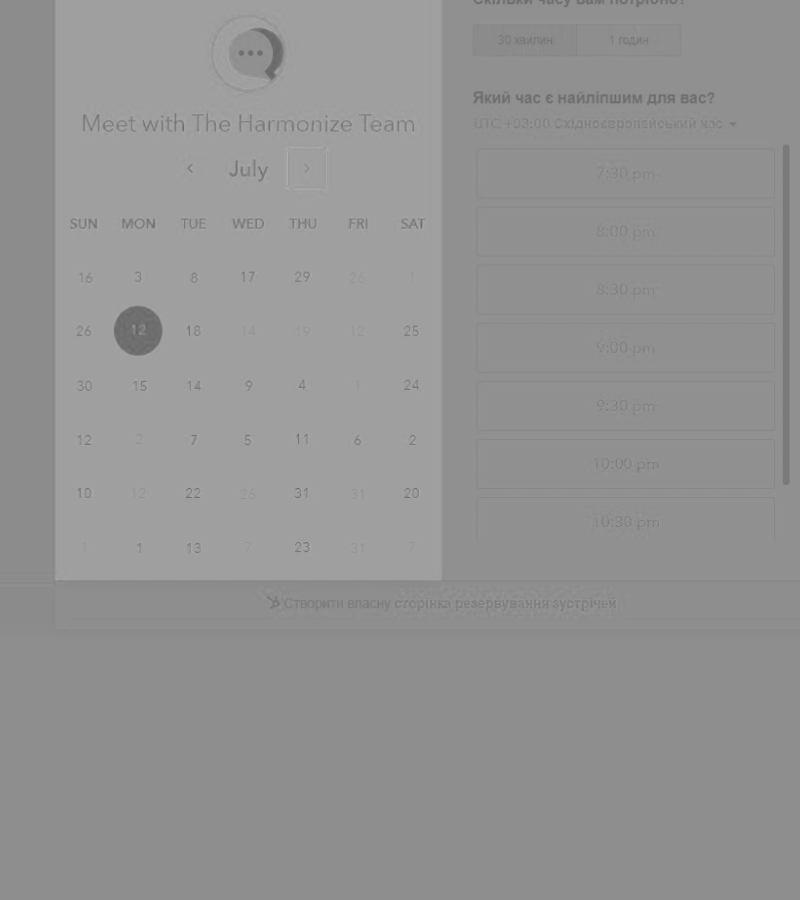 Скільки часу вам потрібно?
30 хвилин 1 годин
Meet with The Harmonize Team
July
SUN MON TUE WED THU FRI SAT
16 3 8 17 29 26 1
26 12 18 14 19 12 25
30 15 14 9 4 1 24
12 2 7 5 11 6 2
10 12 22 26 31 31 20
1 1 13 7 23 31 7
Який час є найліпшим для вас?
UTC +03:00 Східноєвропейський час
7:30 pm
8:00 pm
8:30 pm
9:00 pm
9:30 pm
10:00 pm
10:30 pm
Створити власну сторінка резервування зустрічей